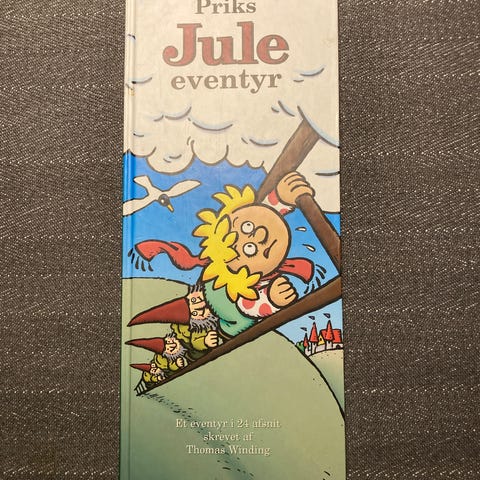 Priks
Jule
eventyr
Et eventyr i 24 afsnit
skrevet af
Thomas Winding